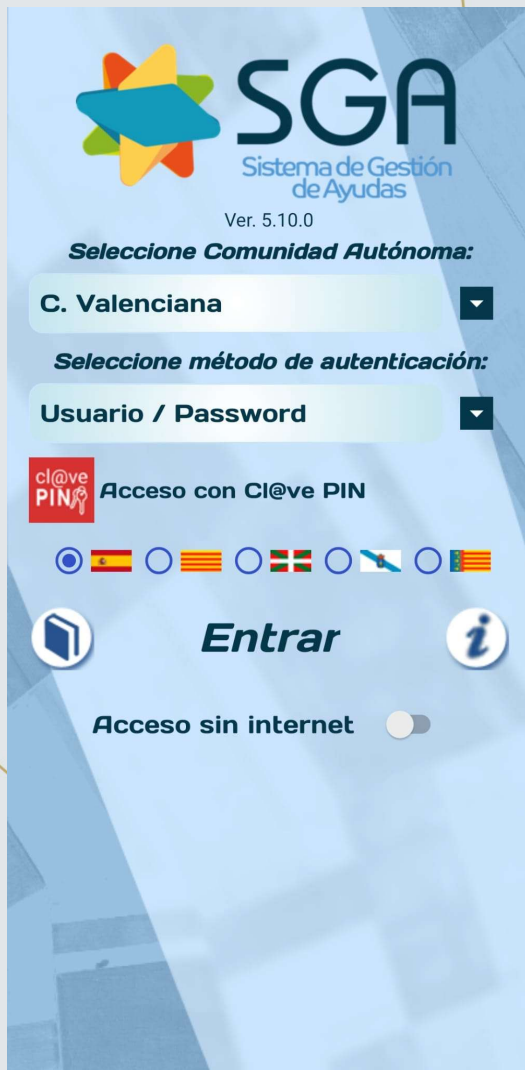 SGA
Sistema de Gestión
de Ayudas
Ver. 5.10.0
Seleccione Comunidad Autónoma:
C. Valenciana
Seleccione método de autenticación:
Usuario / Password
cl@ve
PIN
Acceso con Cl@ve PIN
Entrar
i
Acceso sin internet